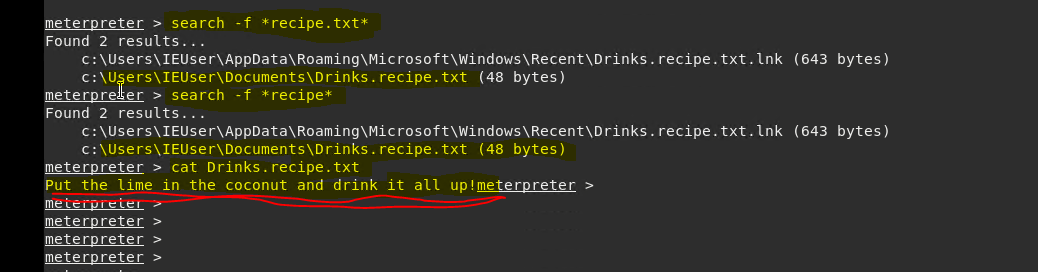 meterpreter > search -f *recipe.txt*
Found 2 results...
    c:\Users\IEUser\AppData\Roaming\Microsoft\Windows\Recent\Drinks.recipe.txt.lnk (643 bytes)
    c:\Users\IEUser\Documents\Drinks.recipe.txt (48 bytes)
meterpreter > search -f *recipe*
Found 2 results...
    c:\Users\IEUser\AppData\Roaming\Microsoft\Windows\Recent\Drinks.recipe.txt.lnk (643 bytes)
    c:\Users\IEUser\Documents\Drinks.recipe.txt (48 bytes)
meterpreter > cat Drinks.recipe.txt
Put the lime in the coconut and drink it all up!meterpreter >
meterpreter >
meterpreter >
meterpreter >
meterpreter >